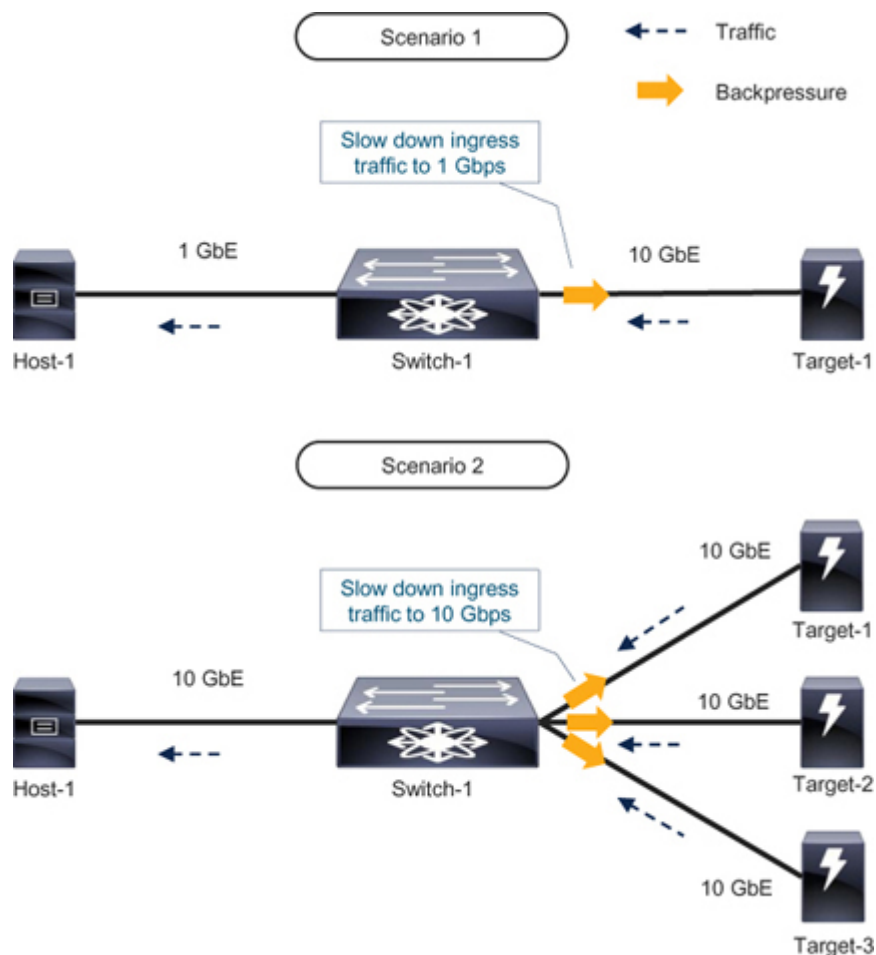 Scenario 1
Traffic
Backpressure
Slow down ingress
traffic to 1 Gbps
1 GbE
10 GbE
Host-1
Switch-1
Target-1
Scenario 2
10 GbE
Target-1
Slow down ingress
traffic to 10 Gbps
10 GbE
10 GbE
Host-1
Switch-1
Target-2
10 GbE
Target-3